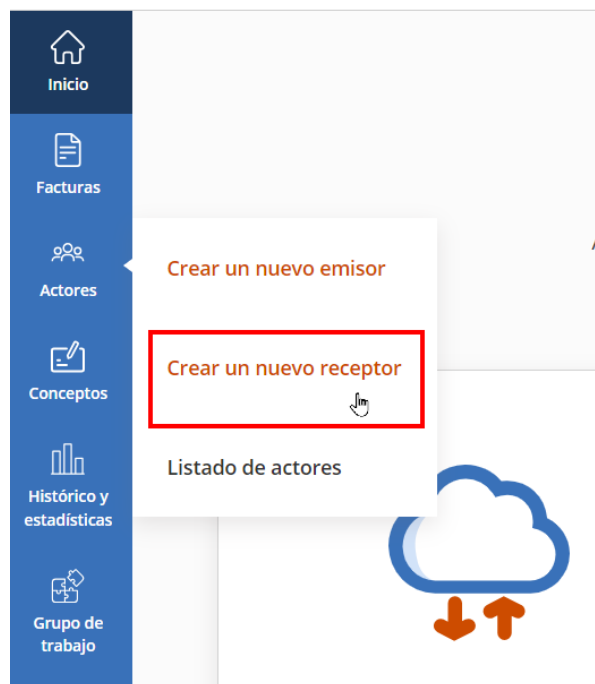 Inicio
Facturas
Actores
Crear un nuevo emisor
Crear un nuevo receptor
Listado de actores
Conceptos
Histórico y
estadísticas
Grupo de
trabajo